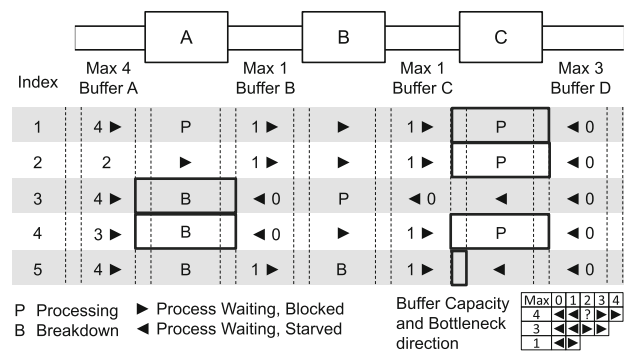 A B C
Index Max 4 Buffer A Max 1 Buffer B Max 1 Buffer C Max 3 Buffer D
1 4 ▶ P 1 ▶ ▶ 1 ▶ P ◀ 0
2 2 ▶ 1 ▶ ▶ 1 ▶ P ◀ 0
3 4 ▶ B ◀ 0 P ◀ 0 ◀ ◀ 0
4 3 ▶ B ◀ 0 ▶ 1 ▶ P ◀ 0
5 4 ▶ B 1 ▶ B 1 ▶ ◀ ◀ 0
P Processing ▶ Process Waiting, Blocked
B Breakdown ◀ Process Waiting, Starved
Buffer Capacity and Bottleneck direction
Max 0 1 2 3 4
4 ◀ ◀ ? ▶ ▶
3 ◀ ◀ ▶ ▶
1 ◀ ▶